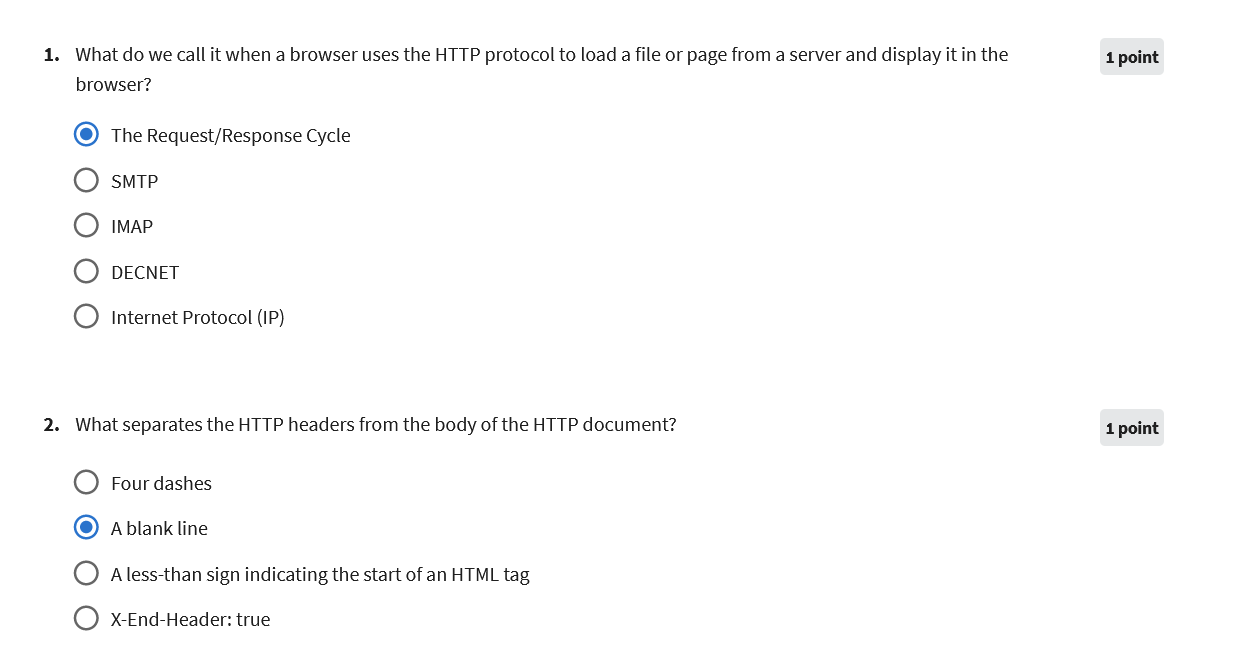 1. What do we call it when a browser uses the HTTP protocol to load a file or page from a server and display it in the
browser?
1 point
The Request/Response Cycle
SMTP
IMAP
DECNET
Internet Protocol (IP)
2. What separates the HTTP headers from the body of the HTTP document?
1 point
Four dashes
A blank line
A less-than sign indicating the start of an HTML tag
X-End-Header: true